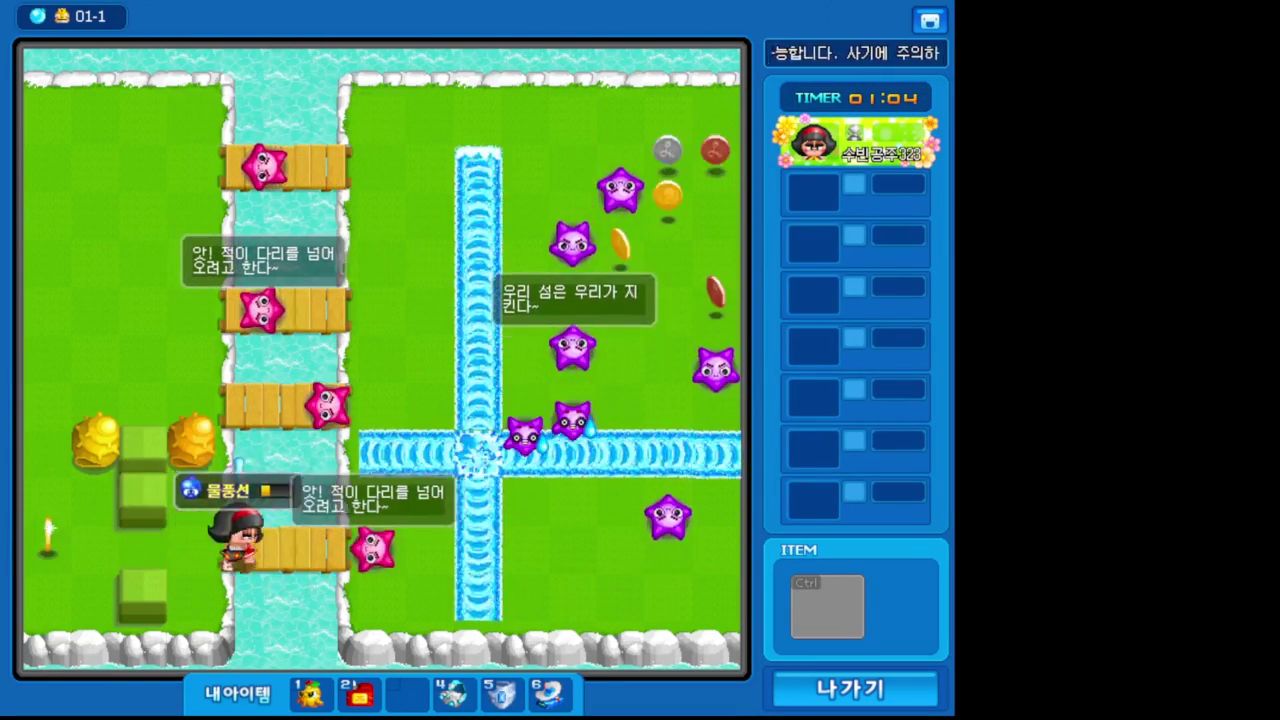 01-1
능합니다. 사기에 주의하
TIMER 01:04
수빈공주023
앗! 적이 다리를 넘어
오려고 한다~
우리 섬은 우리가 지
킨다~
물풍선
앗! 적이 다리를 넘어
오려고 한다~
ITEM
Ctrl
내아이템
1
2
4
5
6
나가기